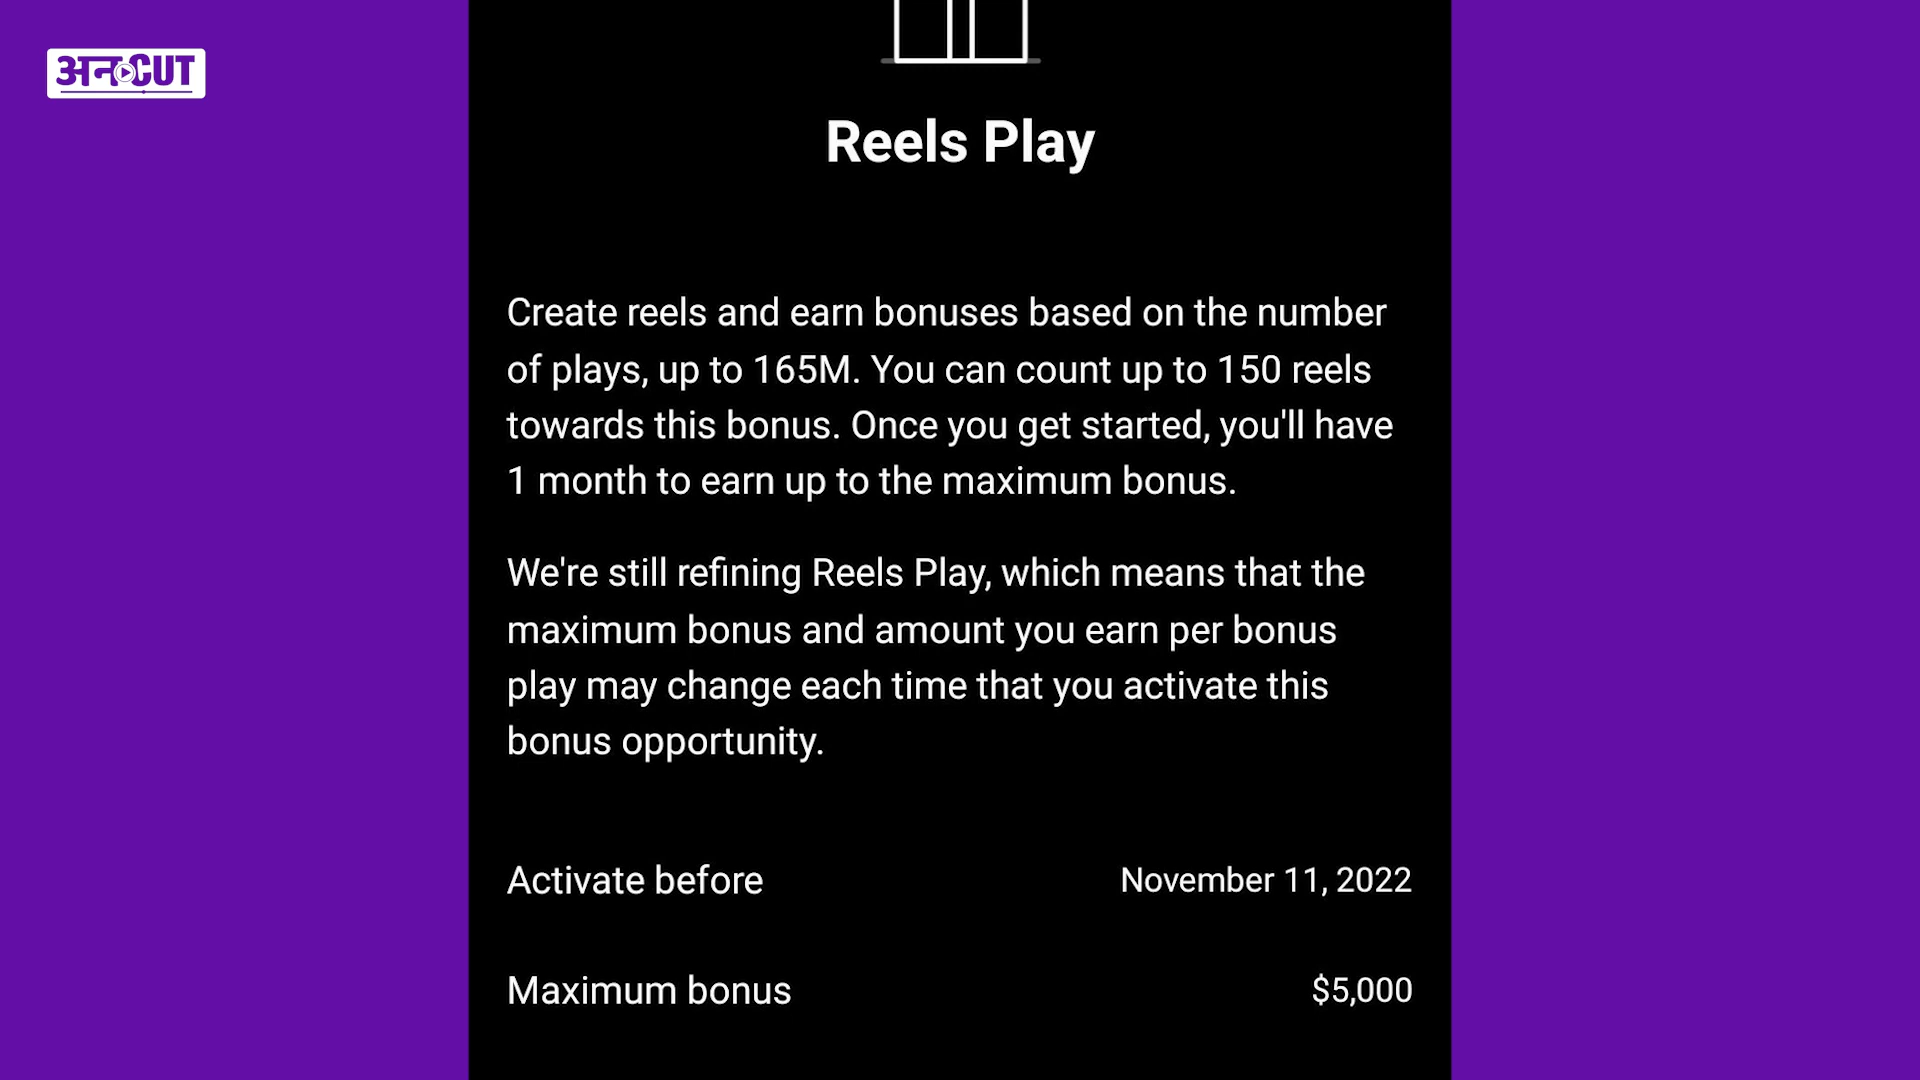 अनCUT
Reels Play
Create reels and earn bonuses based on the number
of plays, up to 165M. You can count up to 150 reels
towards this bonus. Once you get started, you'll have
1 month to earn up to the maximum bonus.
We're still refining Reels Play, which means that the
maximum bonus and amount you earn per bonus
play may change each time that you activate this
bonus opportunity.
Activate before November 11, 2022
Maximum bonus $5,000